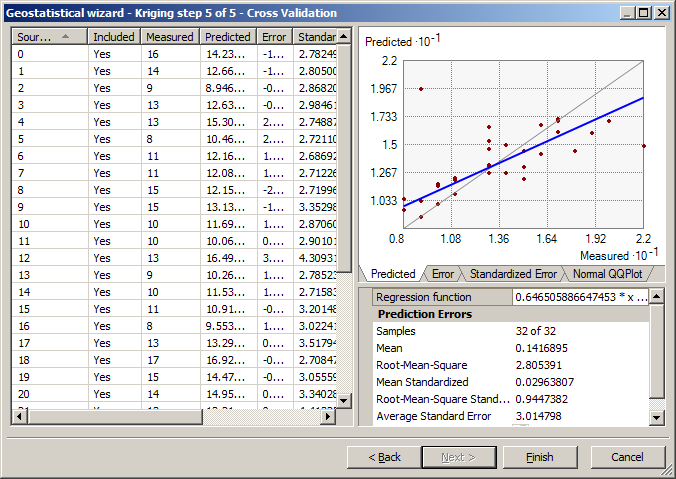 Geostatistical wizard - Kriging step 5 of 5 - Cross Validation
Sour... Included Measured Predicted Error Standar
0 Yes 16 14.23... -1... 2.78249
1 Yes 14 12.66... -1... 2.80500
2 Yes 9 8.946... -0... 2.86820
3 Yes 13 12.63... -0... 2.98461
4 Yes 13 15.30... 2.... 2.74887
5 Yes 8 10.46... 2.... 2.72110
6 Yes 11 12.16... 1.... 2.68692
7 Yes 11 12.08... 1.... 2.71226
8 Yes 15 12.15... -2... 2.71996
9 Yes 15 13.13... -1... 3.35298
10 Yes 11 11.69... 1.... 2.87060
11 Yes 10 10.06... 0.... 2.90101
12 Yes 13 16.49... 3.... 4.30931
13 Yes 9 10.26... 1.... 2.78523
14 Yes 10 11.53... 1.... 2.71583
15 Yes 11 10.91... -0... 3.20148
16 Yes 8 9.553... 1.... 3.02241
17 Yes 13 13.29... 0.... 3.51794
18 Yes 17 16.92... -0... 2.70847
19 Yes 15 14.47... -0... 3.05559
20 Yes 14 14.95... 0.... 3.34028
Predicted ·10⁻¹
2.2
1.967
1.733
1.5
1.267
1.033
0.8 1.08 1.36 1.64 1.92 2.2
Measured ·10⁻¹
Predicted Error Standardized Error Normal QQPlot
Regression function 0.646505886647453 * x ...
Prediction Errors
Samples 32 of 32
Mean 0.1416895
Root-Mean-Square 2.805391
Mean Standardized 0.02963807
Root-Mean-Square Stand... 0.9447382
Average Standard Error 3.014798
< Back Next > Finish Cancel